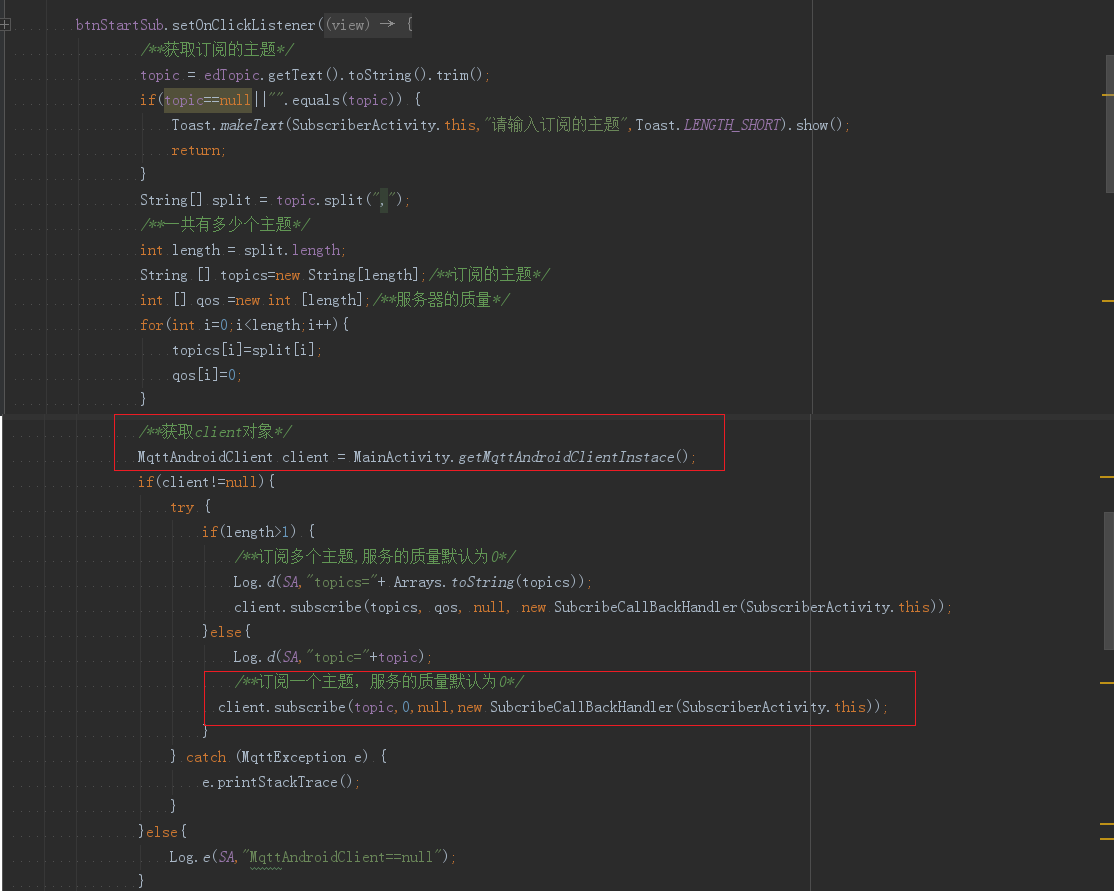 btnStartSub.setOnClickListener((view) → {
/**获取订阅的主题*/
topic = edTopic.getText().toString().trim();
if(topic==null||"".equals(topic)) {
Toast.makeText(SubscriberActivity.this,"请输入订阅的主题",Toast.LENGTH_SHORT).show();
return;
}
String[] split = topic.split(",");
/**一共有多少个主题*/
int length = split.length;
String [] topics=new String[length];/**订阅的主题*/
int [] qos =new int [length];/**服务器的质量*/
for(int i=0;i<length;i++){
topics[i]=split[i];
qos[i]=0;
}
/**获取client对象*/
MqttAndroidClient client = MainActivity.getMqttAndroidClientInstace();
if(client!=null){
try {
if(length>1) {
/**订阅多个主题,服务的质量默认为0*/
Log.d(SA,"topics="+ Arrays.toString(topics));
client.subscribe(topics, qos, null, new SubcribeCallBackHandler(SubscriberActivity.this));
}else{
Log.d(SA,"topic="+topic);
/**订阅一个主题，服务的质量默认为0*/
client.subscribe(topic,0,null,new SubcribeCallBackHandler(SubscriberActivity.this));
}
} catch (MqttException e) {
e.printStackTrace();
}
}else{
Log.e(SA,"MqttAndroidClient==null");
}